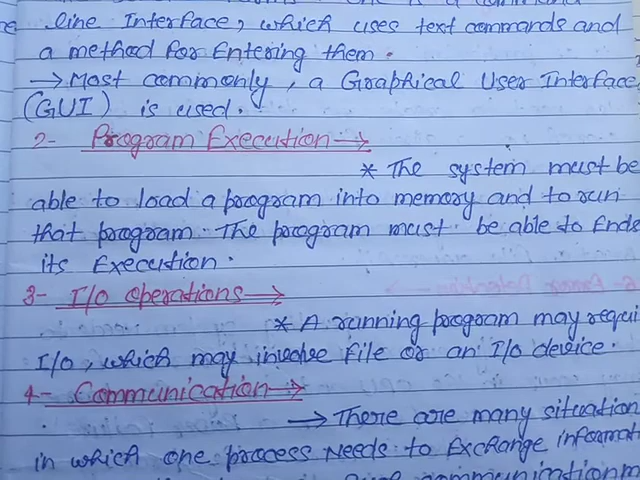 line Interface, which uses text commands and
a method for Entering them.
→ Most commonly, a Graphical User Interface
(GUI) is used.
2- Program Execution →
* The system must be
able to load a program into memory and to run
that program. The program must be able to Ends
its Execution.
3- I/o operations →
* A running program may requi
I/o, which may involve file or an I/o device.
4- Communication →
→ There are many situation
in which one process Needs to Exchange informat
communication